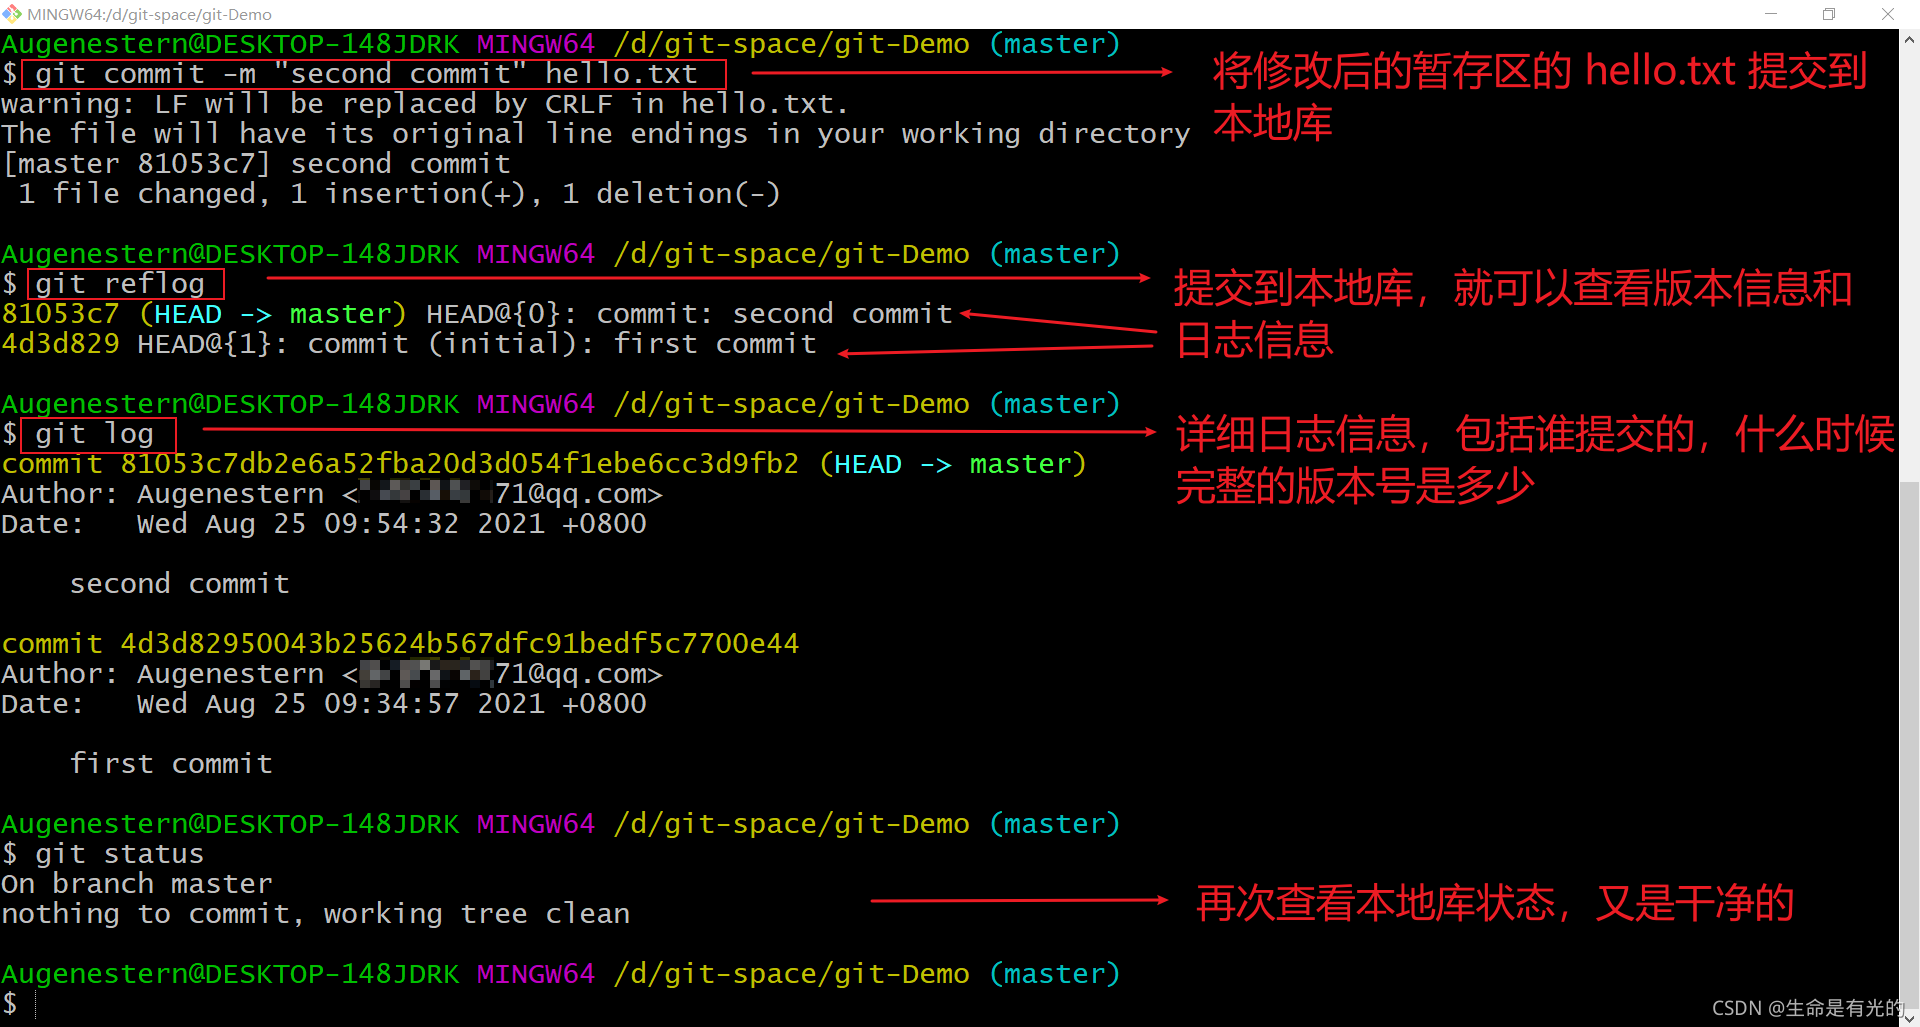 MINGW64:/d/git-space/git-Demo
Augenestern@DESKTOP-148JDRK MINGW64 /d/git-space/git-Demo (master)
$ git commit -m "second commit" hello.txt
将修改后的暂存区的 hello.txt 提交到
本地库
warning: LF will be replaced by CRLF in hello.txt.
The file will have its original line endings in your working directory
[master 81053c7] second commit
1 file changed, 1 insertion(+), 1 deletion(-)
Augenestern@DESKTOP-148JDRK MINGW64 /d/git-space/git-Demo (master)
$ git reflog
提交到本地库，就可以查看版本信息和
日志信息
81053c7 (HEAD -> master) HEAD@{0}: commit: second commit
4d3d829 HEAD@{1}: commit (initial): first commit
Augenestern@DESKTOP-148JDRK MINGW64 /d/git-space/git-Demo (master)
$ git log
详细日志信息，包括谁提交的，什么时候
完整的版本号是多少
commit 81053c7db2e6a52fba20d3d054f1ebe6cc3d9fb2 (HEAD -> master)
Author: Augenestern < 71@qq.com>
Date:   Wed Aug 25 09:54:32 2021 +0800
second commit
commit 4d3d82950043b25624b567dfc91bedf5c7700e44
Author: Augenestern < 71@qq.com>
Date:   Wed Aug 25 09:34:57 2021 +0800
first commit
Augenestern@DESKTOP-148JDRK MINGW64 /d/git-space/git-Demo (master)
$ git status
On branch master
nothing to commit, working tree clean
再次查看本地库状态，又是干净的
Augenestern@DESKTOP-148JDRK MINGW64 /d/git-space/git-Demo (master)
$
CSDN @生命是有光的